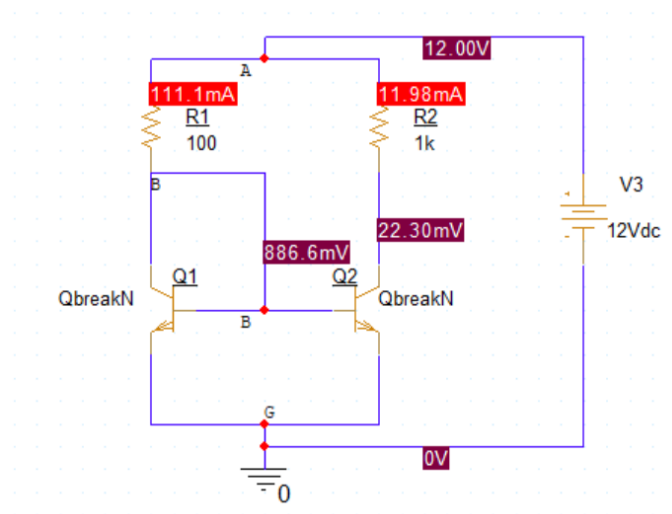 12.00V
A
111.1mA
11.98mA
R1
R2
100
1k
B
V3
22.30mV
12Vdc
886.6mV
Q1
Q2
QbreakN
QbreakN
B
G
0V
0